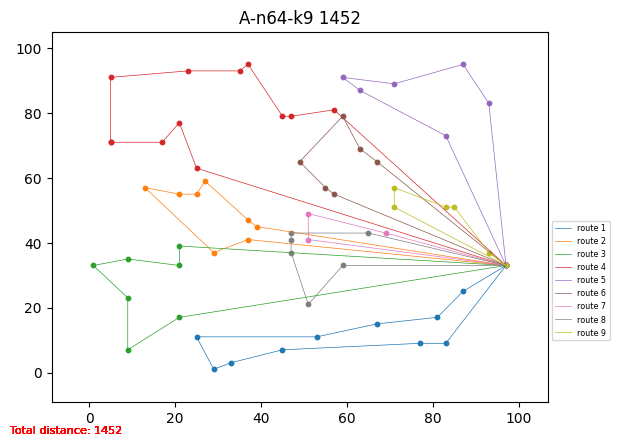 A-n64-k9 1452
100
80
60
40
20
0
0 20 40 60 80 100
route 1
route 2
route 3
route 4
route 5
route 6
route 7
route 8
route 9
Total distance: 1452